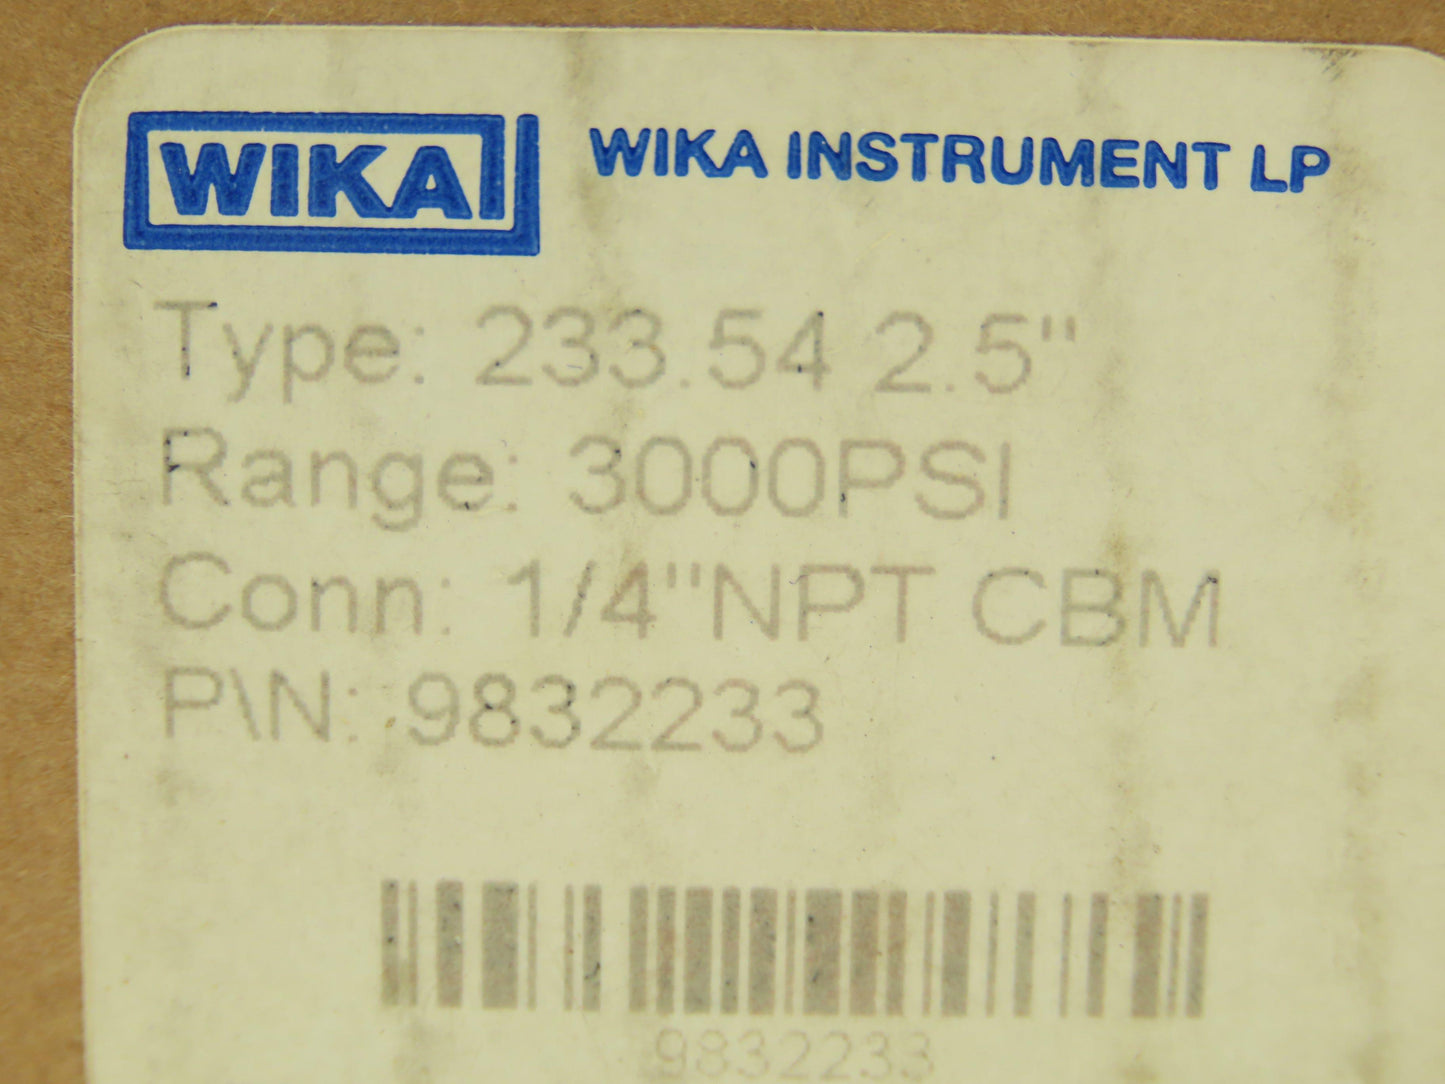 WIKA WIKA INSTRUMENT LP
Type: 233.54 2.5"
Range: 3000PSI
Conn: 1/4"NPT CBM
P\N: 9832233
9832233